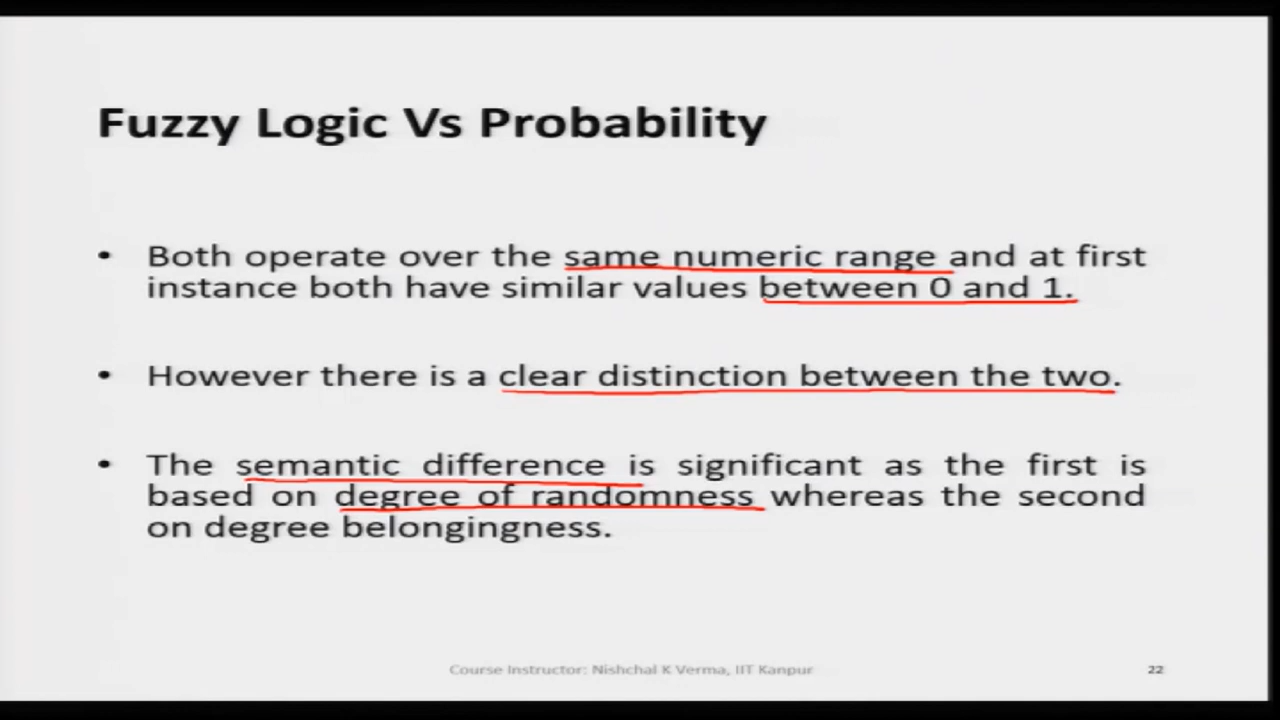 Fuzzy Logic Vs Probability
• Both operate over the same numeric range and at first
instance both have similar values between 0 and 1.
• However there is a clear distinction between the two.
• The semantic difference is significant as the first is
based on degree of randomness whereas the second
on degree belongingness.
Course Instructor: Nishchal K Verma, IIT Kanpur
22